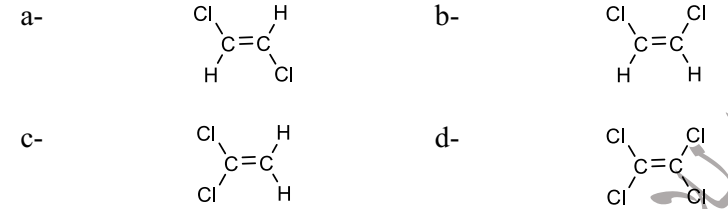 a- Cl H b- Cl Cl
C=C C=C
H Cl H H
c- Cl H d- Cl Cl
C=C C=C
Cl H Cl Cl